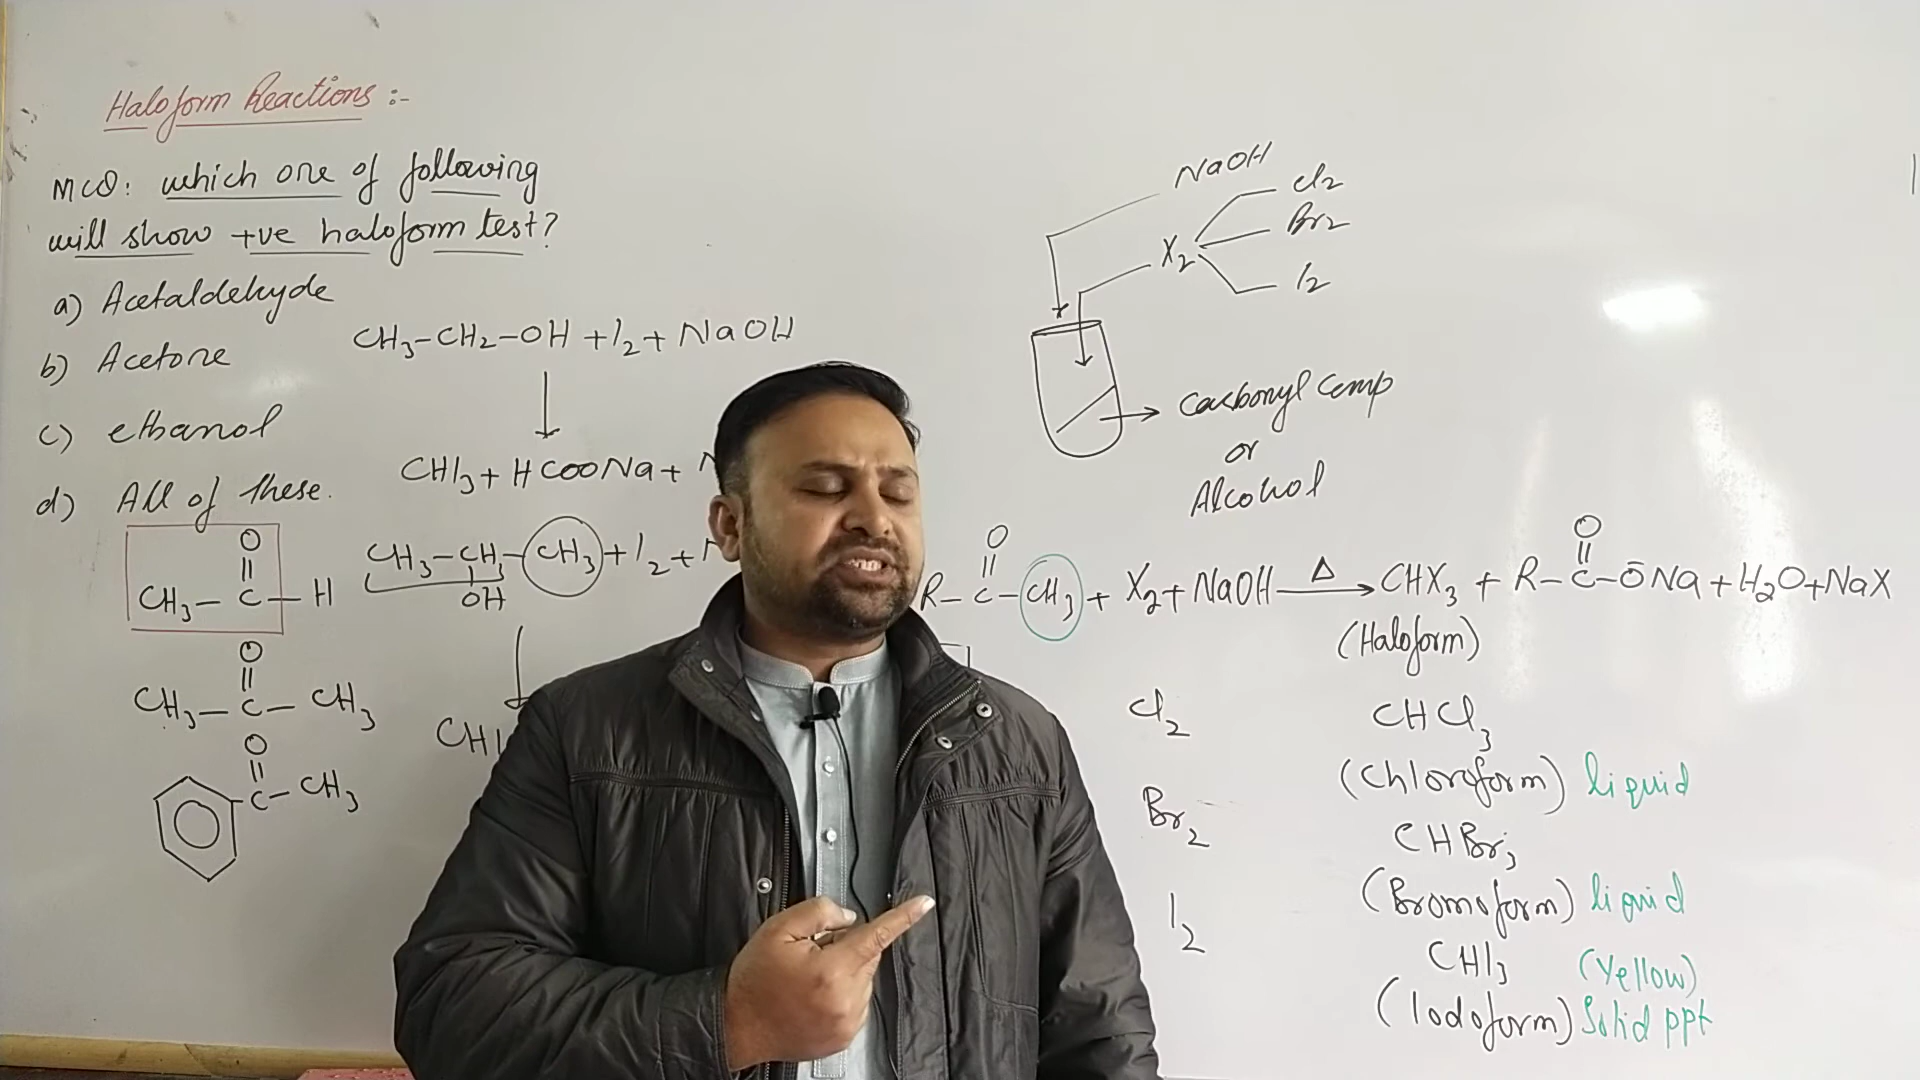 Haloform Reactions :-
MCQ: which one of following
will show +ve haloform test?
a) Acetaldehyde
b) Acetone
c) ethanol
d) All of these.
CH3-CH2-OH + I2 + NaOH
CHI3 + HCOONa +
CH3-CH-CH3 + I2 +
OH
CHI
O
||
CH3-C-H
O
||
CH3-C-CH3
O
||
C-CH3
NaOH
X2
Cl2
Br2
I2
Carbonyl Comp
or
Alcohol
O
||
R-C-CH3 + X2 + NaOH Δ→ CHX3 + R-C-ŌNa + H2O + NaX
O
||
(Haloform)
Cl2 CHCl3
(Chloroform) liquid
Br2 CHBr3
(Bromoform) liquid
I2 CHI3 (Yellow)
(Iodoform) Solid ppt